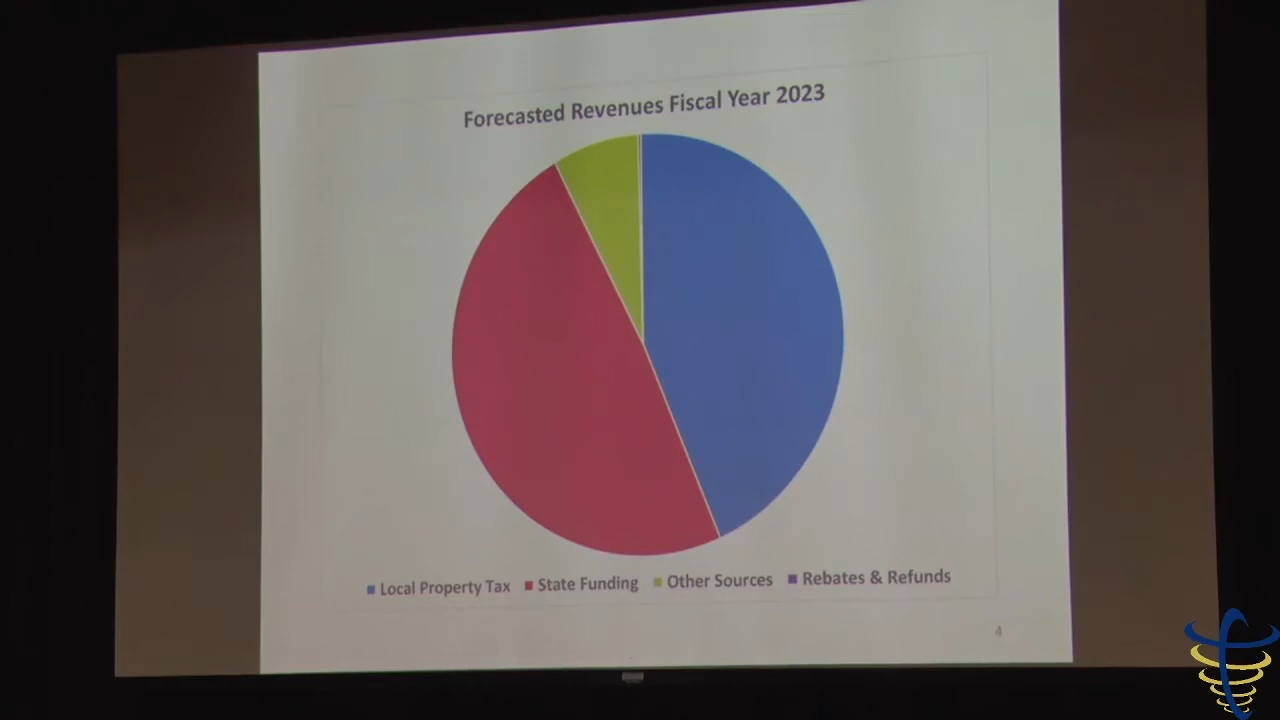 Forecasted Revenues Fiscal Year 2023
Local Property Tax State Funding Other Sources Rebates & Refunds
4